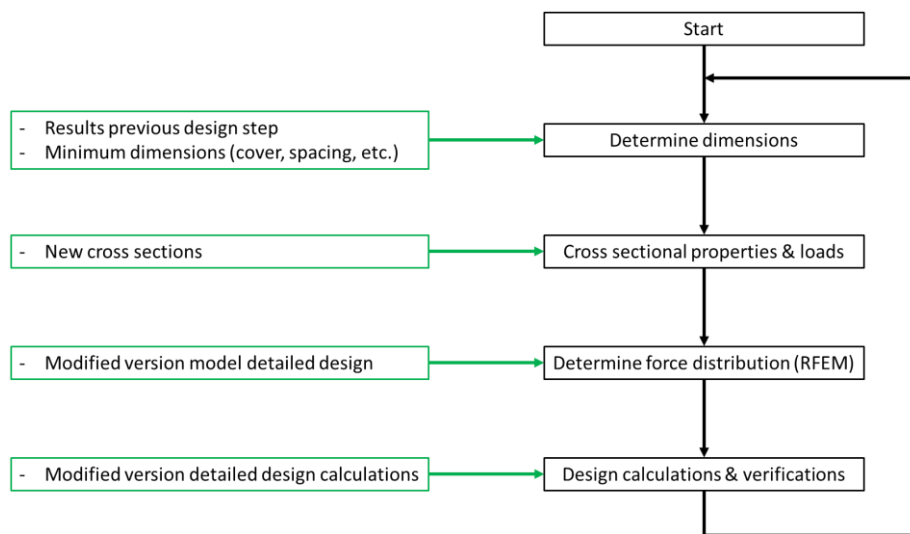 Start
- Results previous design step
- Minimum dimensions (cover, spacing, etc.)
Determine dimensions
- New cross sections
Cross sectional properties & loads
- Modified version model detailed design
Determine force distribution (RFEM)
- Modified version detailed design calculations
Design calculations & verifications